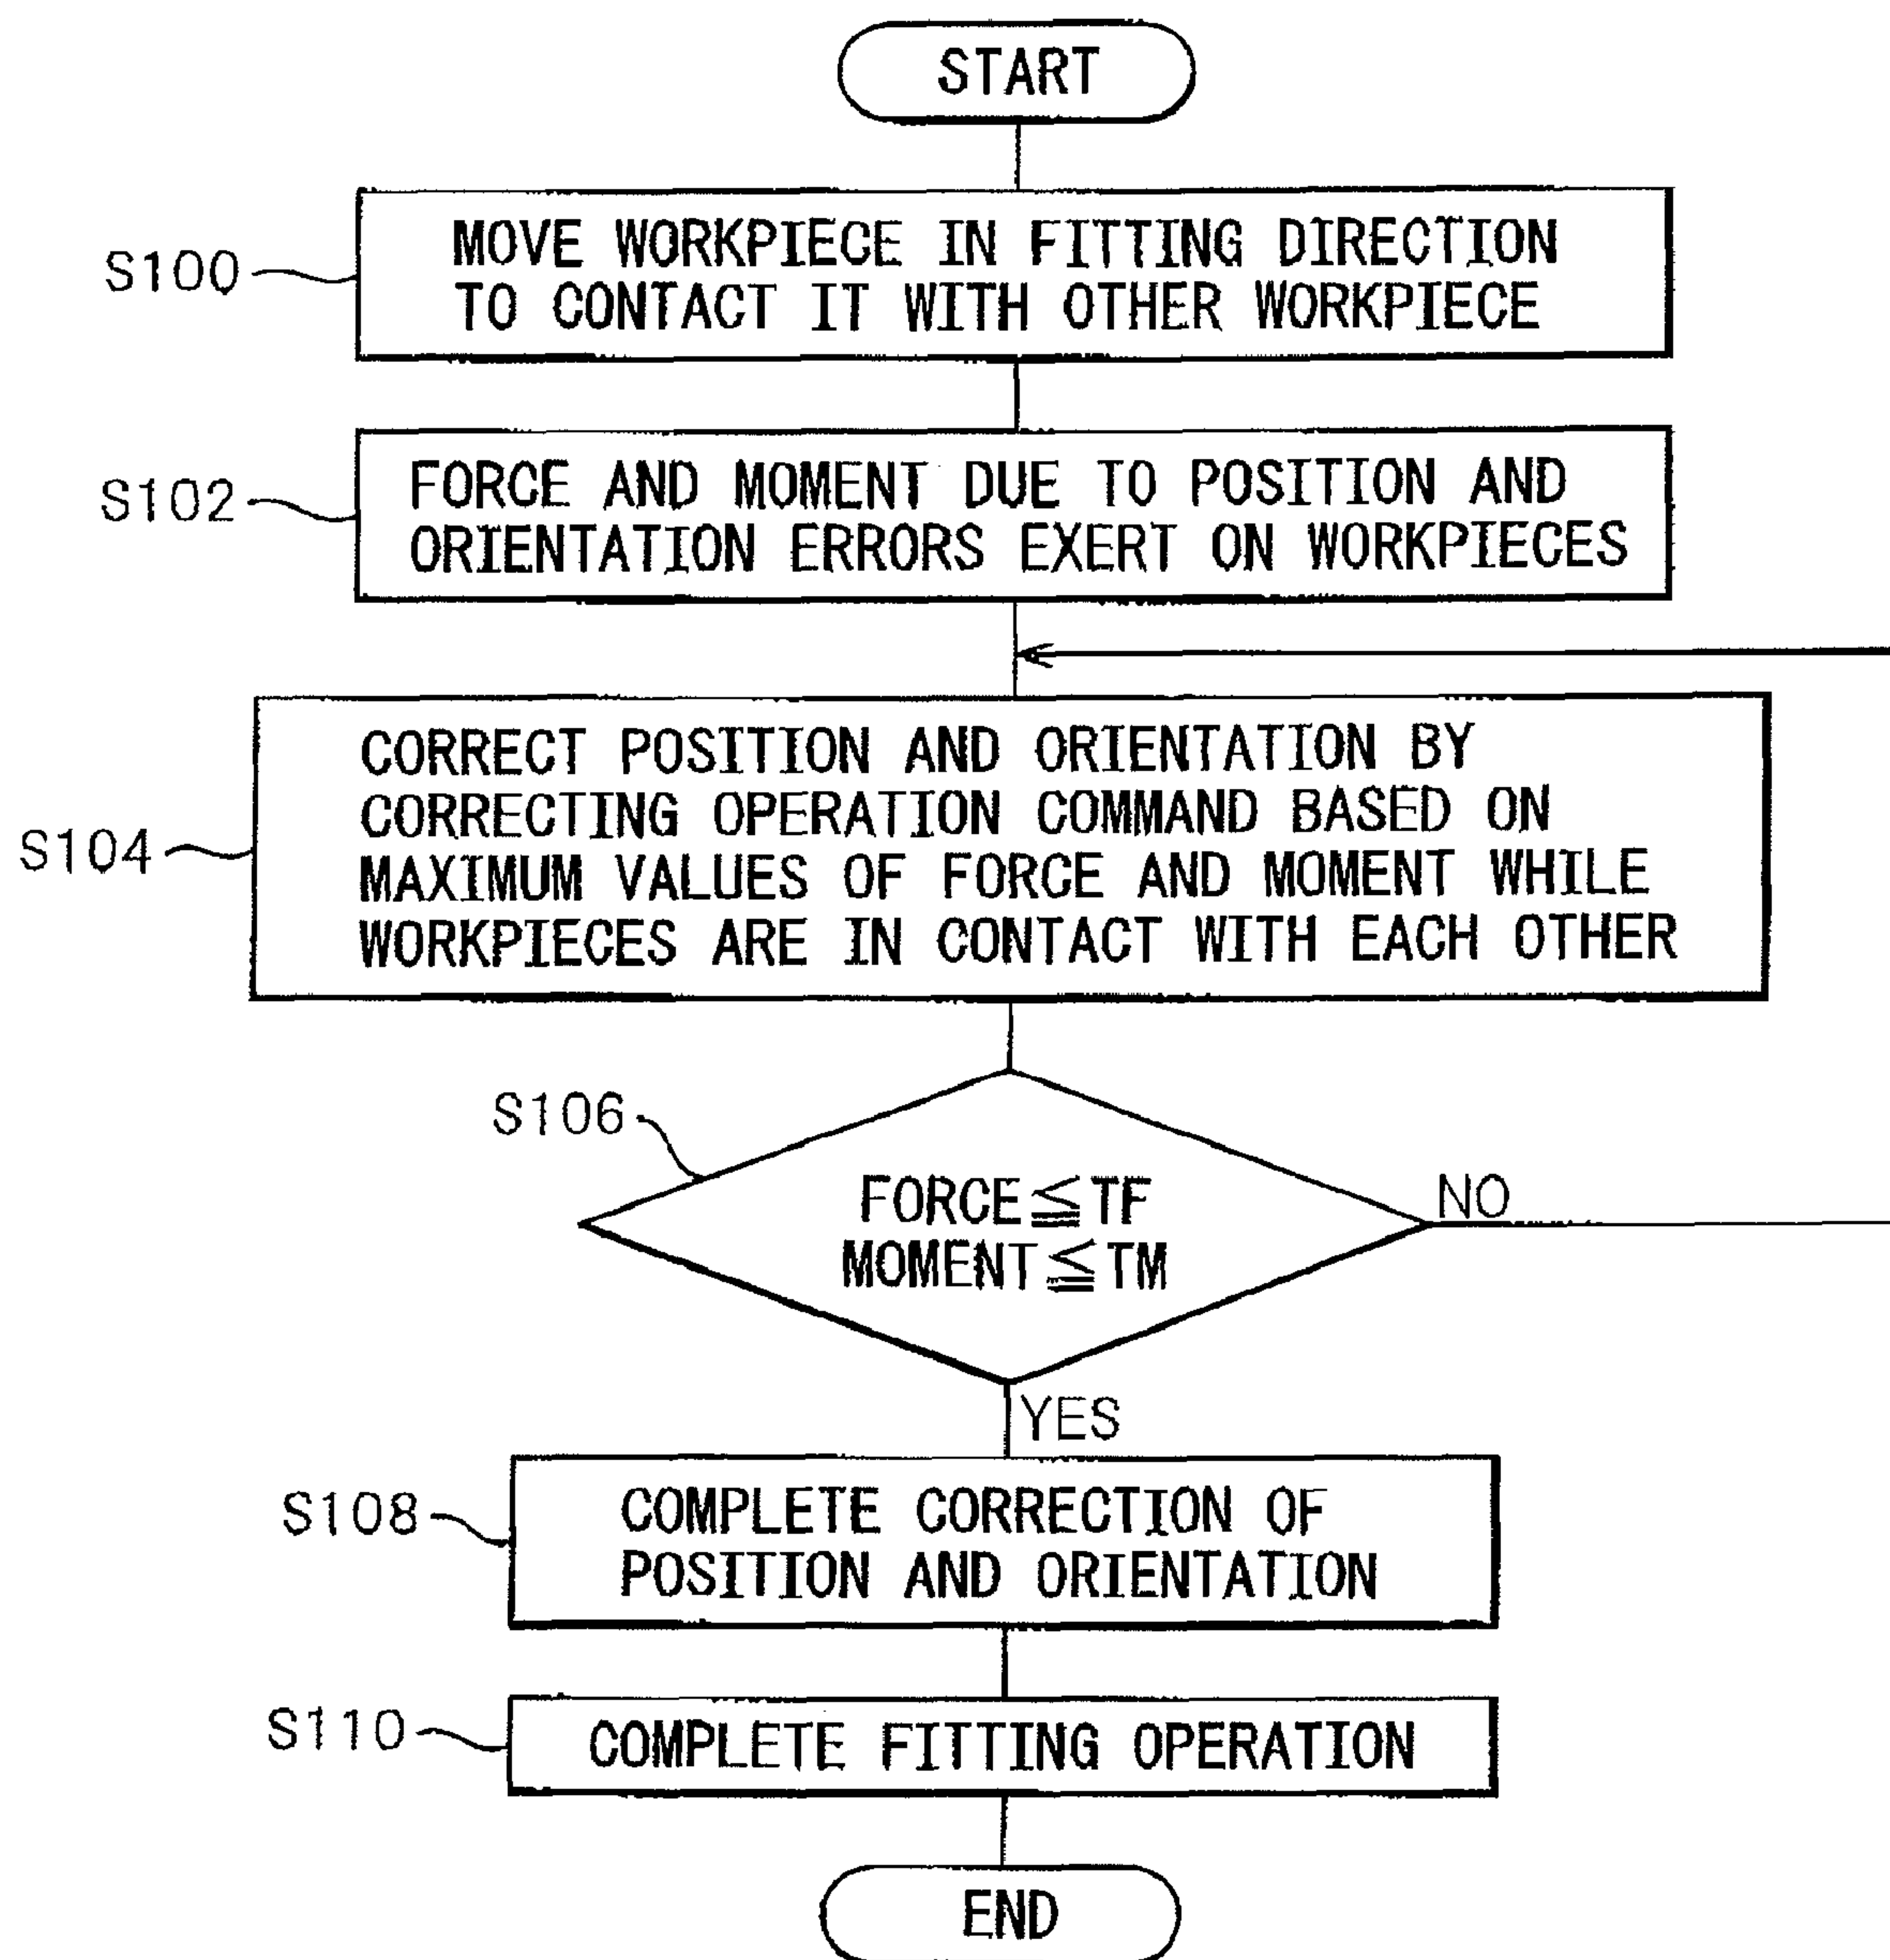 START
S100
MOVE WORKPIECE IN FITTING DIRECTION
TO CONTACT IT WITH OTHER WORKPIECE
S102
FORCE AND MOMENT DUE TO POSITION AND
ORIENTATION ERRORS EXERT ON WORKPIECES
S104
CORRECT POSITION AND ORIENTATION BY
CORRECTING OPERATION COMMAND BASED ON
MAXIMUM VALUES OF FORCE AND MOMENT WHILE
WORKPIECES ARE IN CONTACT WITH EACH OTHER
S106
FORCE≦TF
MOMENT≦TM
NO
YES
S108
COMPLETE CORRECTION OF
POSITION AND ORIENTATION
S110
COMPLETE FITTING OPERATION
END